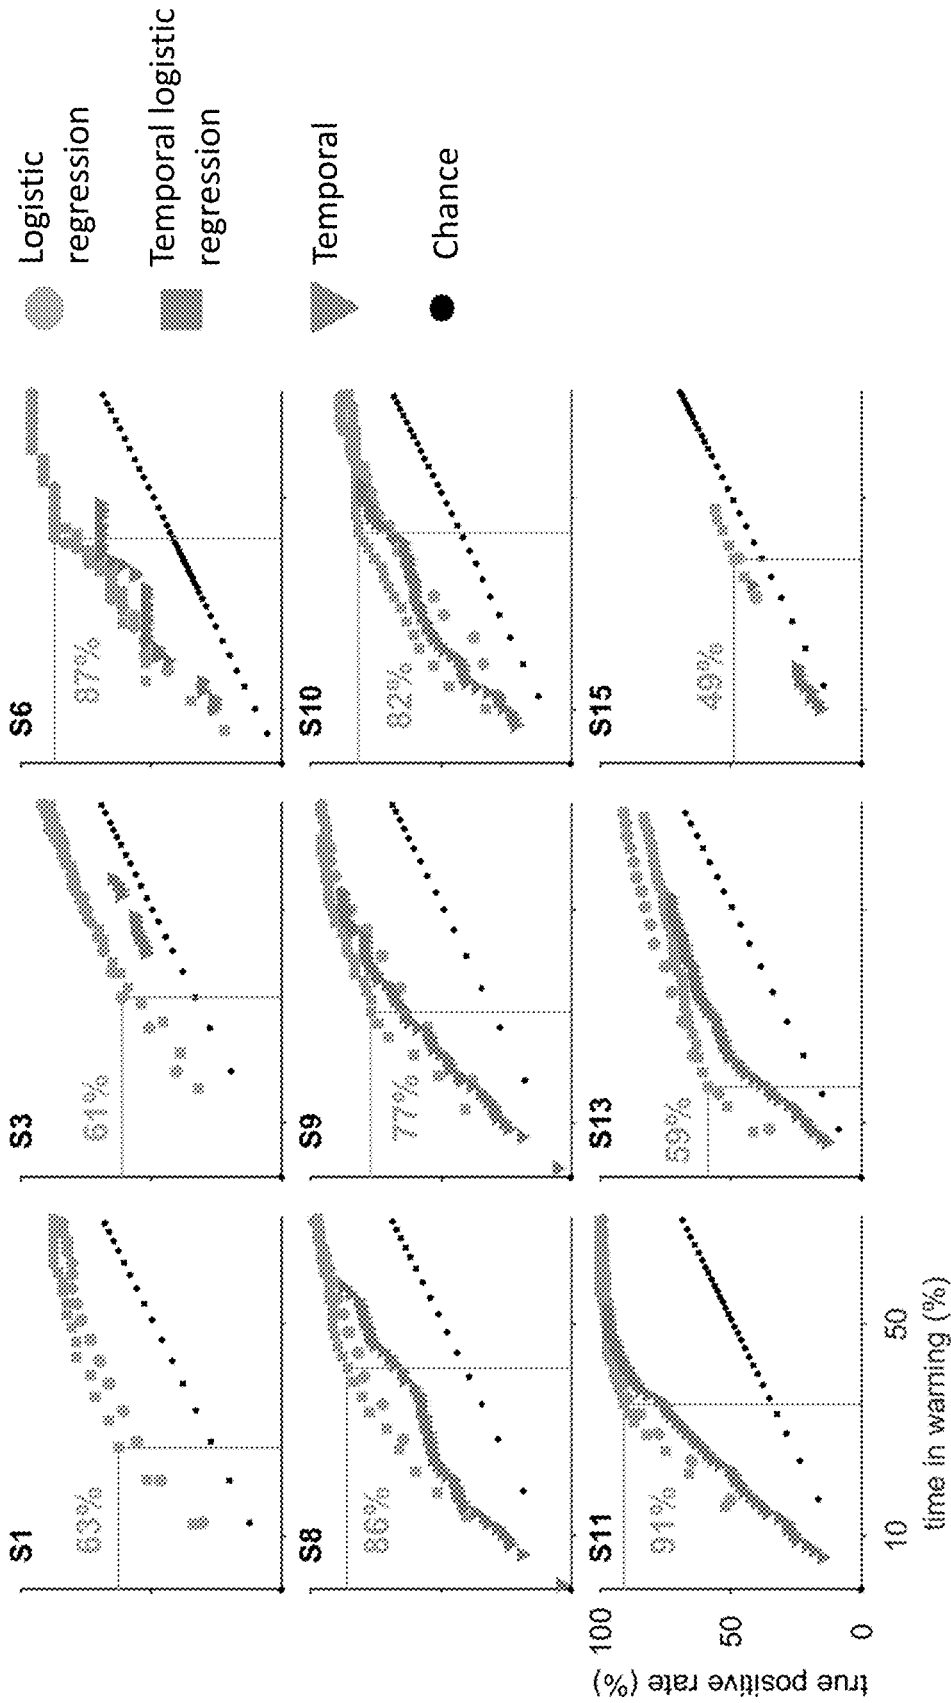 S1
63%
S3
61%
S6
87%
S8
86%
S9
77%
S10
82%
S11
91%
S13
59%
S15
49%
100
50
0
true positive rate (%)
10
50
time in warning (%)
Logistic
regression
Temporal logistic
regression
Temporal
Chance